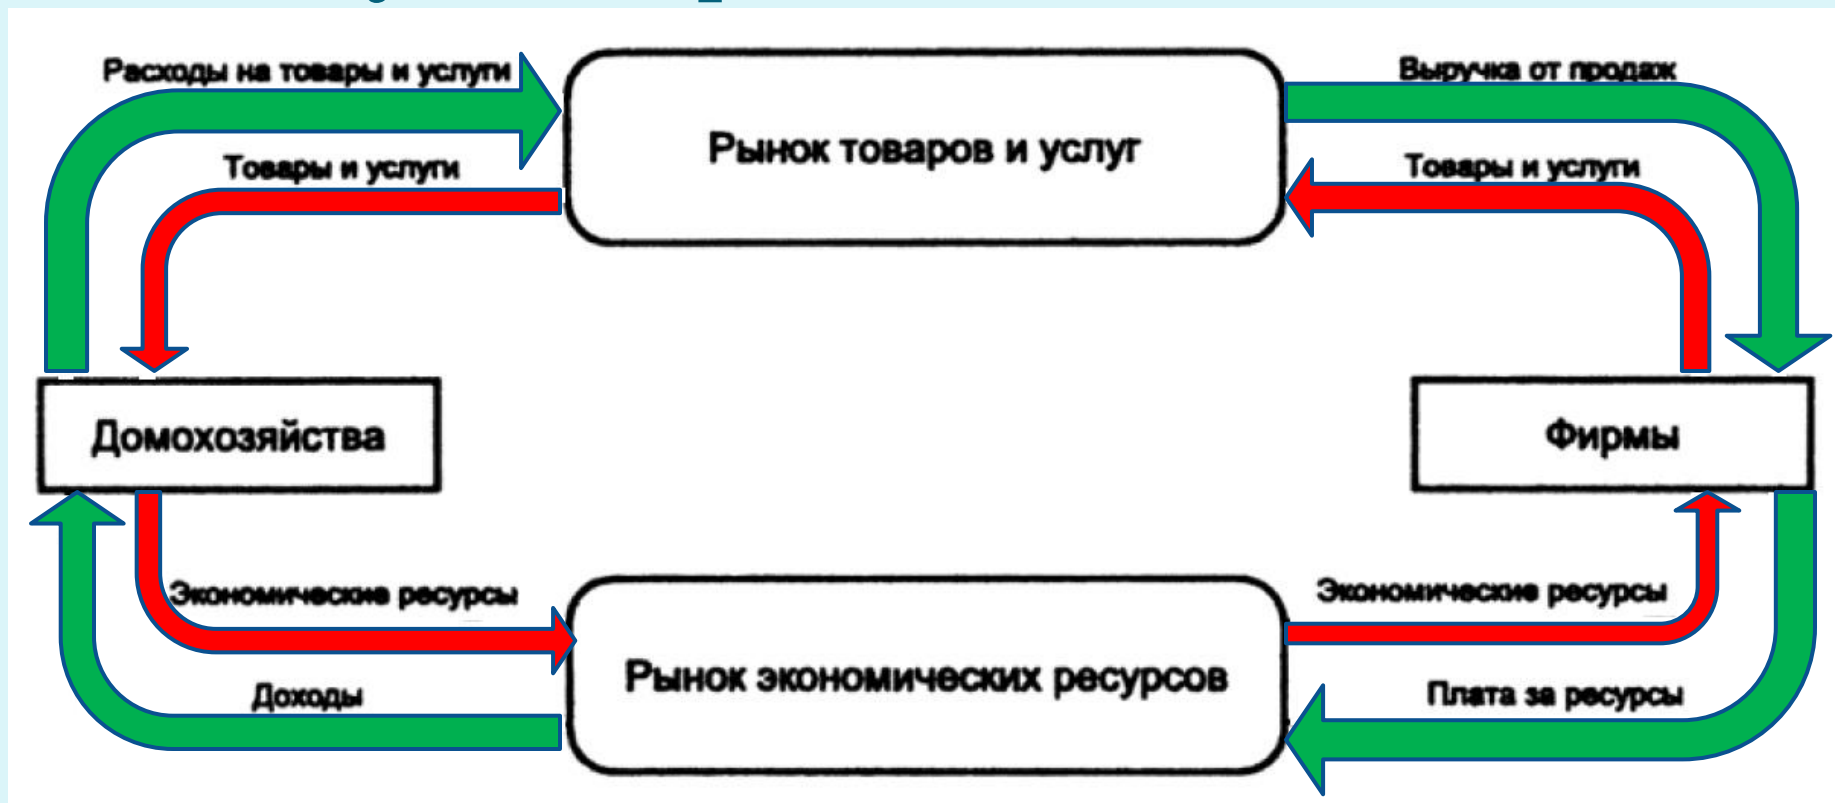 Расходы на товары и услуги
Выручка от продаж
Рынок товаров и услуг
Товары и услуги
Товары и услуги
Домохозяйства
Фирмы
Экономические ресурсы
Экономические ресурсы
Рынок экономических ресурсов
Доходы
Плата за ресурсы